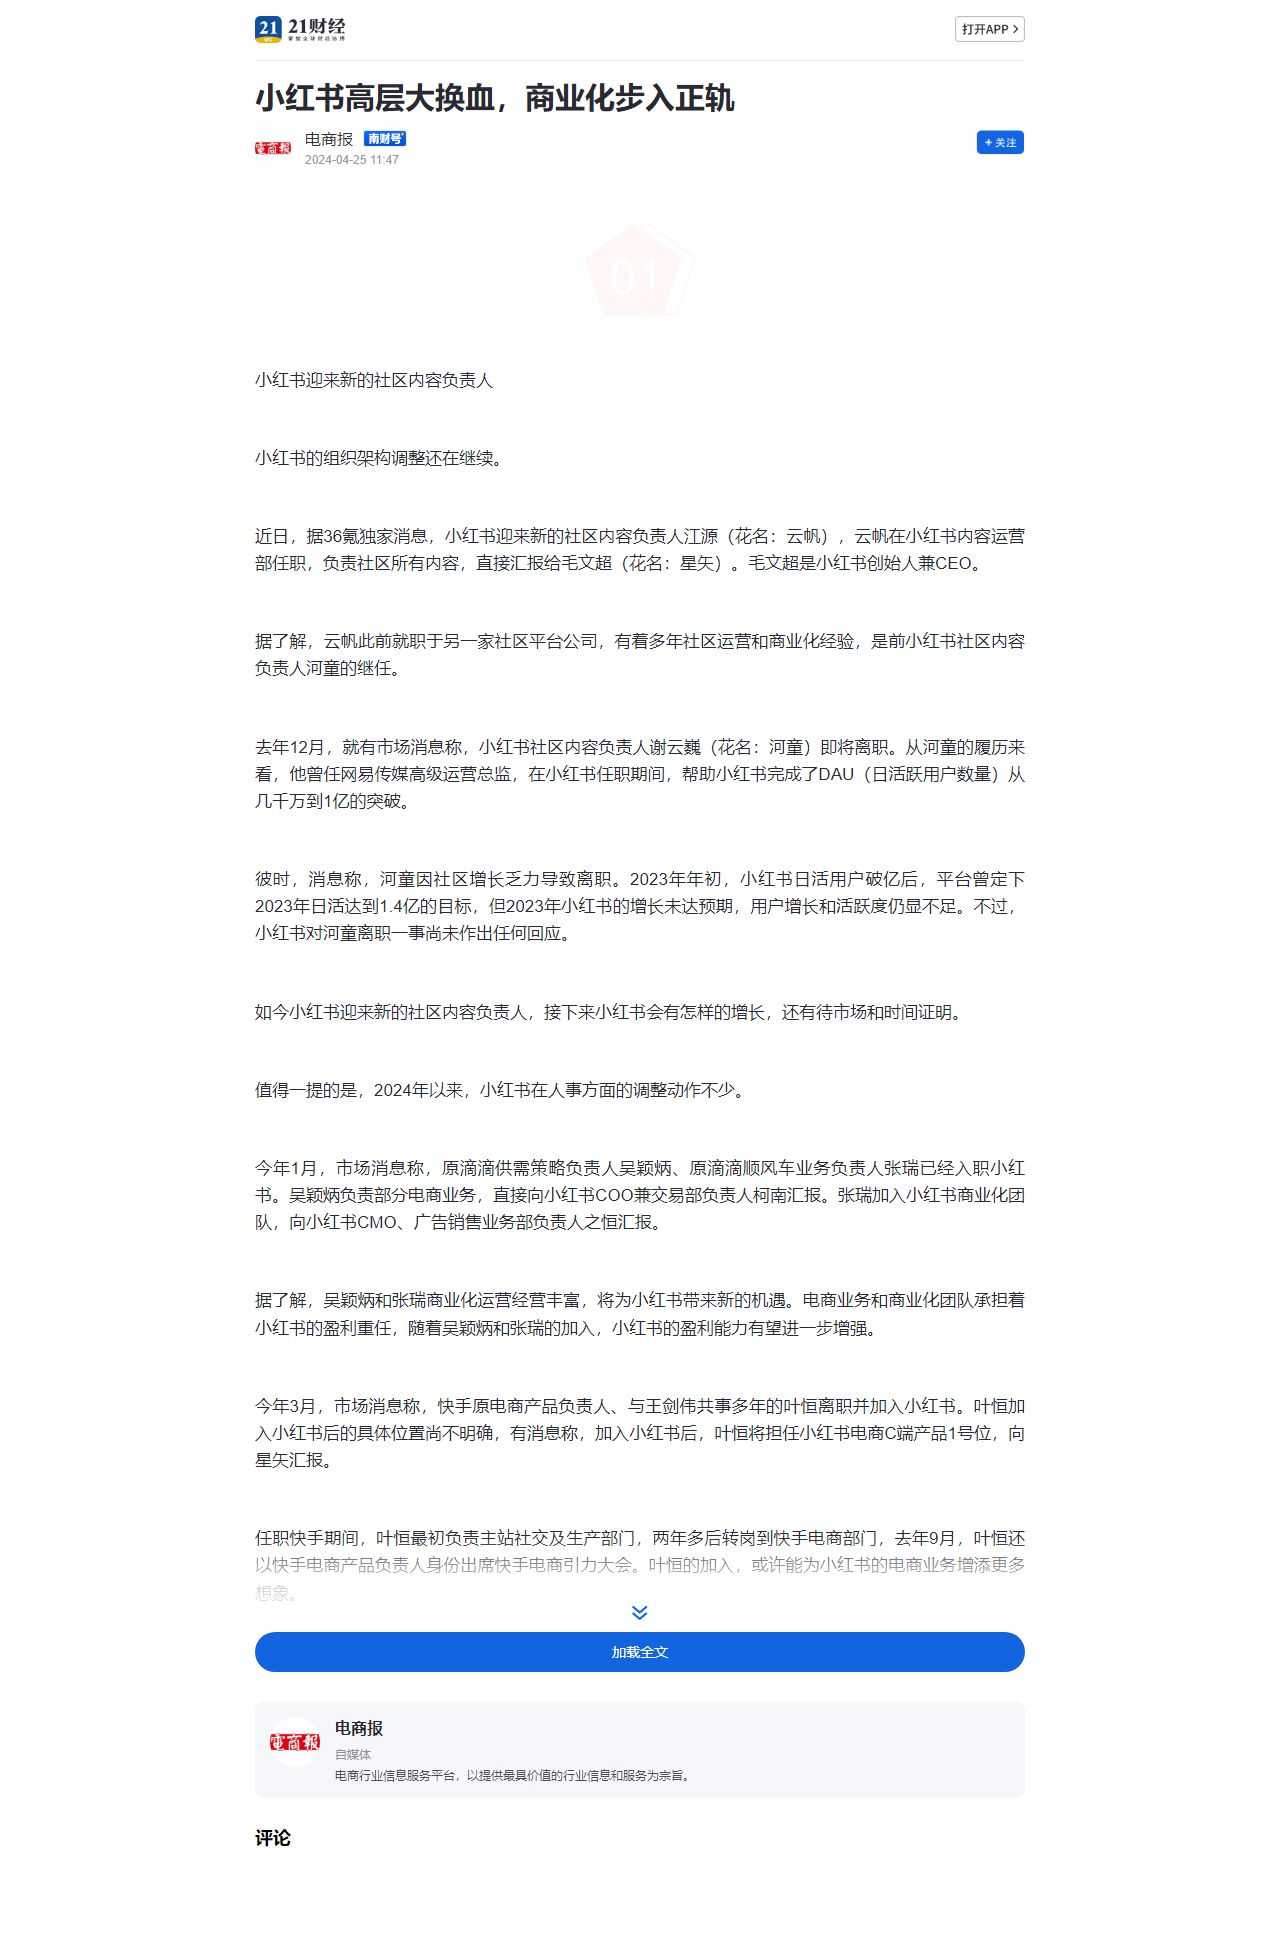 21 21财经
打开APP >
小红书高层大换血，商业化步入正轨
电商报 南财号
2024-04-25 11:47
+ 关注
01
小红书迎来新的社区内容负责人
小红书的组织架构调整还在继续。
近日，据36氪独家消息，小红书迎来新的社区内容负责人江源（花名：云帆），云帆在小红书内容运营
部任职，负责社区所有内容，直接汇报给毛文超（花名：星矢）。毛文超是小红书创始人兼CEO。
据了解，云帆此前就职于另一家社区平台公司，有着多年社区运营和商业化经验，是前小红书社区内容
负责人河童的继任。
去年12月，就有市场消息称，小红书社区内容负责人谢云巍（花名：河童）即将离职。从河童的履历来
看，他曾任网易传媒高级运营总监，在小红书任职期间，帮助小红书完成了DAU（日活跃用户数量）从
几千万到1亿的突破。
彼时，消息称，河童因社区增长乏力导致离职。2023年年初，小红书日活用户破亿后，平台曾定下
2023年日活达到1.4亿的目标，但2023年小红书的增长未达预期，用户增长和活跃度仍显不足。不过，
小红书对河童离职一事尚未作出任何回应。
如今小红书迎来新的社区内容负责人，接下来小红书会有怎样的增长，还有待市场和时间证明。
值得一提的是，2024年以来，小红书在人事方面的调整动作不少。
今年1月，市场消息称，原滴滴供需策略负责人吴颖炳、原滴滴顺风车业务负责人张瑞已经入职小红
书。吴颖炳负责部分电商业务，直接向小红书COO兼交易部负责人柯南汇报。张瑞加入小红书商业化团
队，向小红书CMO、广告销售业务部负责人之恒汇报。
据了解，吴颖炳和张瑞商业化运营经营丰富，将为小红书带来新的机遇。电商业务和商业化团队承担着
小红书的盈利重任，随着吴颖炳和张瑞的加入，小红书的盈利能力有望进一步增强。
今年3月，市场消息称，快手原电商产品负责人、与王剑伟共事多年的叶恒离职并加入小红书。叶恒加
入小红书后的具体位置尚不明确，有消息称，加入小红书后，叶恒将担任小红书电商C端产品1号位，向
星矢汇报。
任职快手期间，叶恒最初负责主站社交及生产部门，两年多后转岗到快手电商部门，去年9月，叶恒还
以快手电商产品负责人身份出席快手电商引力大会。叶恒的加入，或许能为小红书的电商业务增添更多
想象。
加载全文
電商報
电商报
自媒体
电商行业信息服务平台，以提供最具价值的行业信息和服务为宗旨。
评论